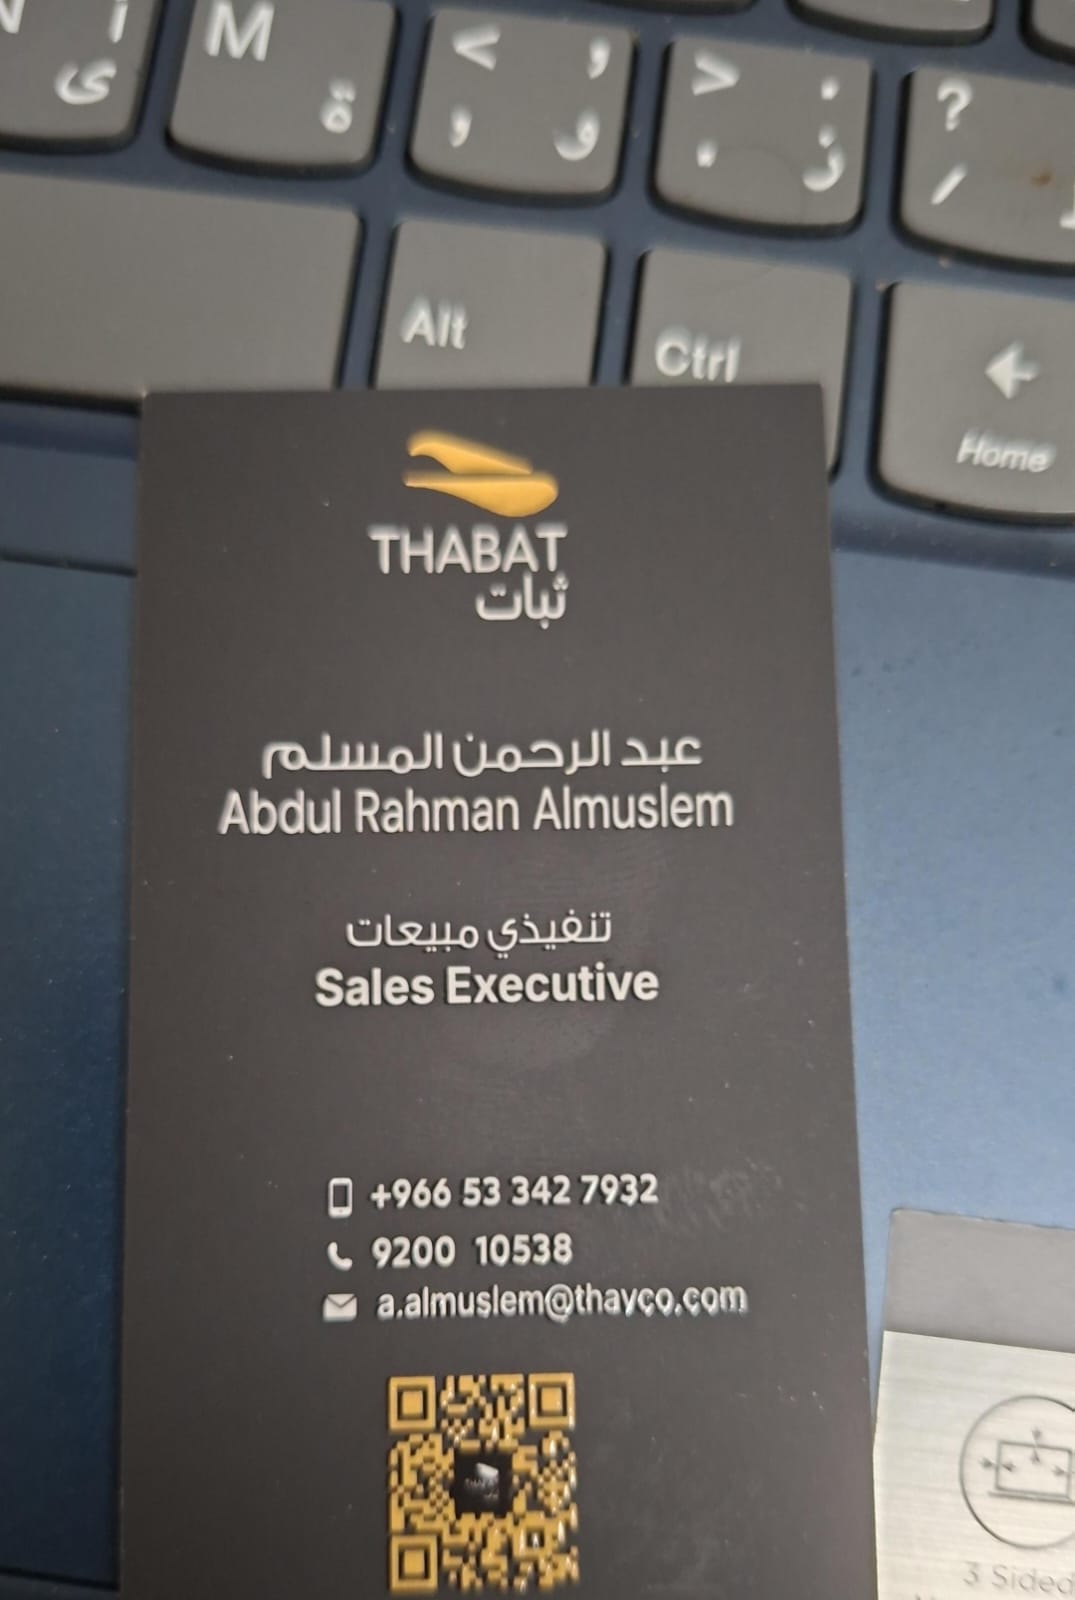 N أ ى
M ة
< ' , و
> . . ز
? /
Alt
Ctrl
Home
THABAT
ثبات
عبد الرحمن المسلم
Abdul Rahman Almuslem
تنفيذي مبيعات
Sales Executive
+966 53 342 7932
9200 10538
a.almuslem@thayco.com
3 Sided